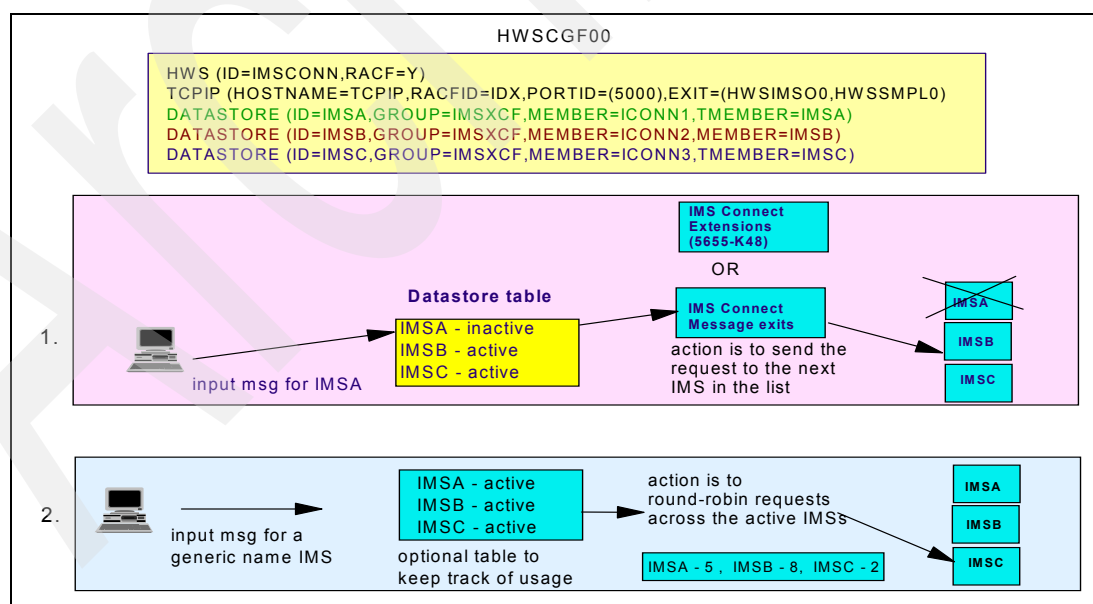 HWSCGF00
HWS (ID=IMSCONN,RACF=Y)
TCPIP (HOSTNAME=TCPIP,RACFID=IDX,PORTID=(5000),EXIT=(HWSIMSO0,HWSSMPL0)
DATASTORE (ID=IMSA,GROUP=IMSXCF,MEMBER=ICONN1,TMEMBER=IMSA)
DATASTORE (ID=IMSB,GROUP=IMSXCF,MEMBER=ICONN2,MEMBER=IMSB)
DATASTORE (ID=IMSC,GROUP=IMSXCF,MEMBER=ICONN3,TMEMBER=IMSC)
1.
input msg for IMSA
Datastore table
IMSA - inactive
IMSB - active
IMSC - active
IMS Connect
Extensions
(5655-K48)
OR
IMS Connect
Message exits
action is to send the
request to the next
IMS in the list
IMSA
IMSB
IMSC
2.
input msg for a
generic name IMS
IMSA - active
IMSB - active
IMSC - active
optional table to
keep track of usage
action is to
round-robin requests
across the active IMSs
IMSA - 5 , IMSB - 8, IMSC - 2
IMSA
IMSB
IMSC